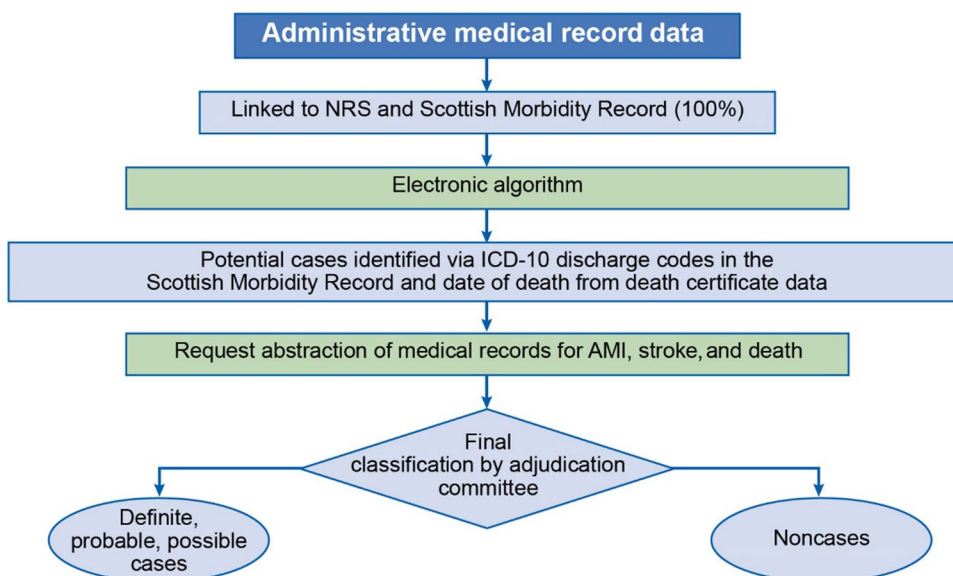 Administrative medical record data
Linked to NRS and Scottish Morbidity Record (100%)
Electronic algorithm
Potential cases identified via ICD-10 discharge codes in the
Scottish Morbidity Record and date of death from death certificate data
Request abstraction of medical records for AMI, stroke, and death
Final
classification by adjudication
committee
Definite,
probable, possible
cases
Noncases